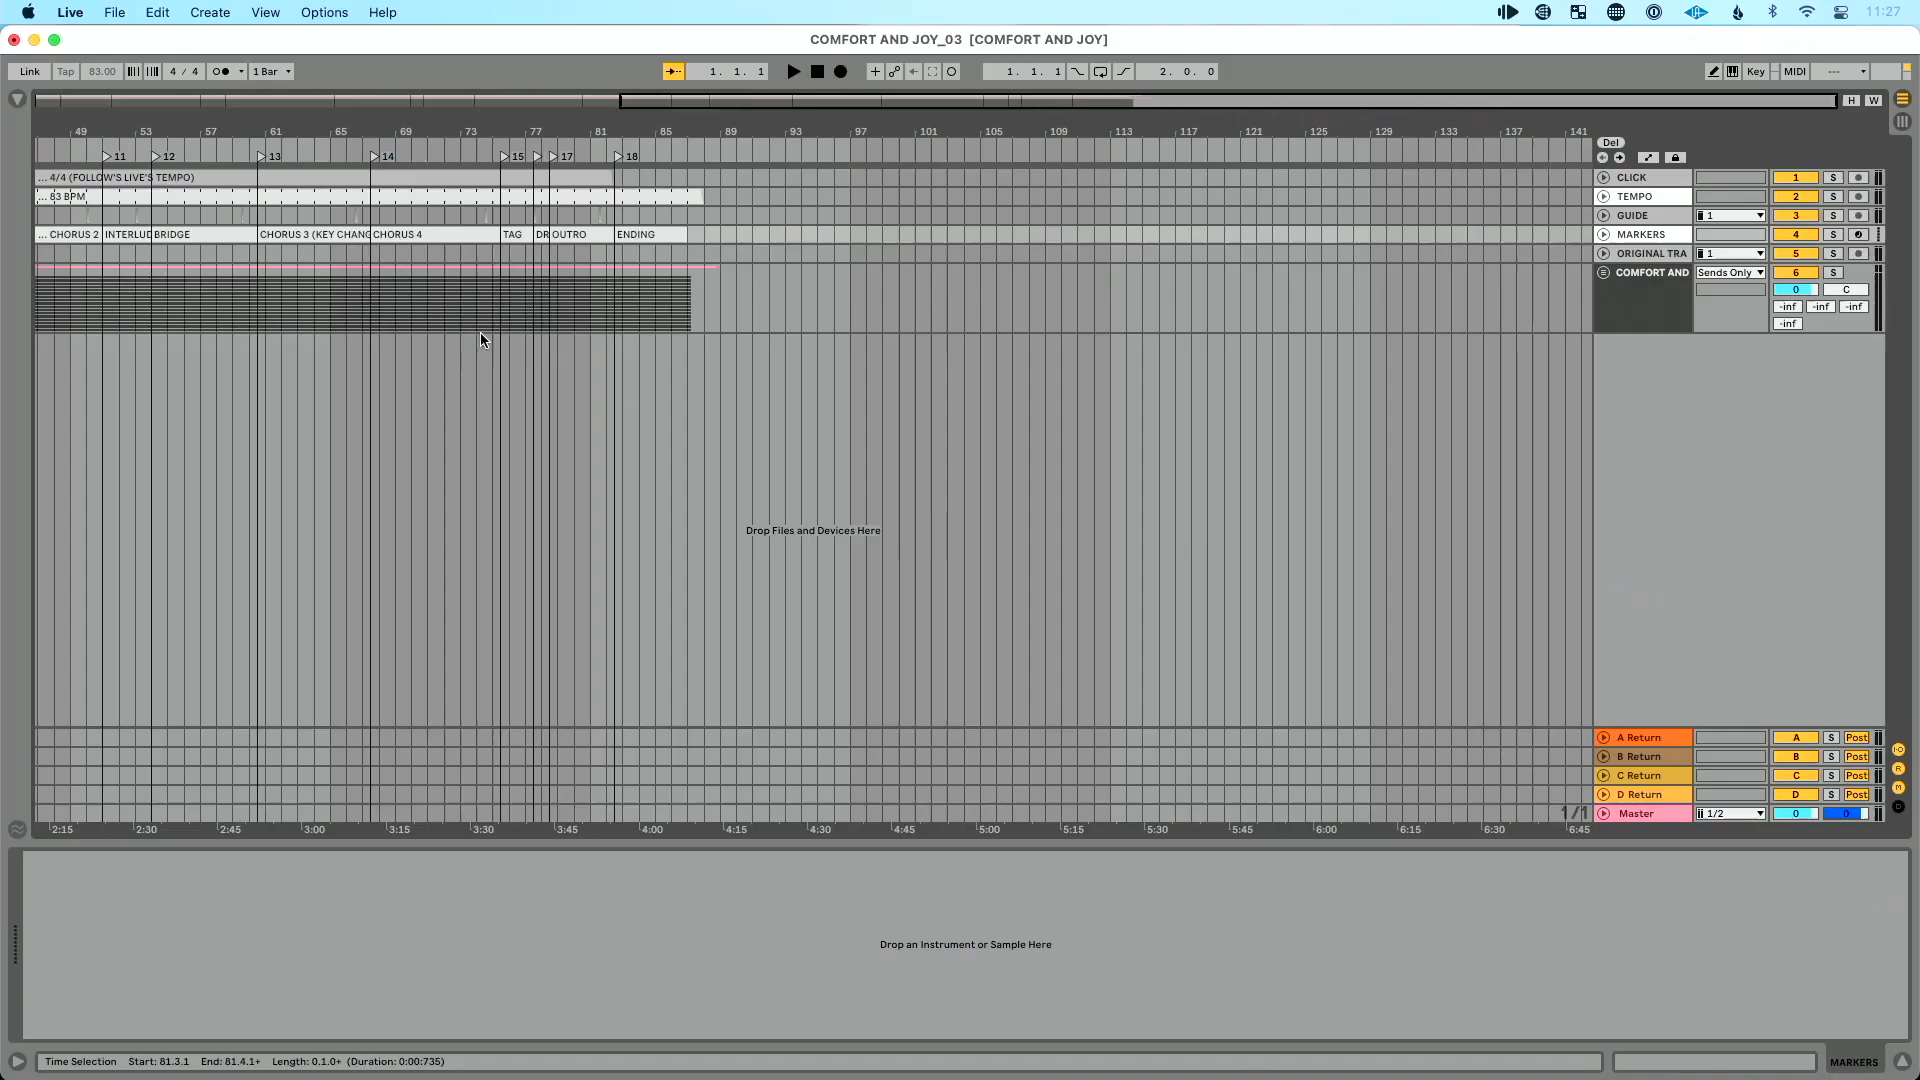 Live File Edit Create View Options Help 11:27
COMFORT AND JOY_03 [COMFORT AND JOY]
Link Tap 83.00 4 / 4 1 Bar 1. 1. 1 1. 1. 1 2. 0. 0 Key MIDI ---
H W
49 53 57 61 65 69 73 77 81 85 89 93 97 101 105 109 113 117 121 125 129 133 137 141
Del
11 12 13 14 15 17 18
... 4/4 (FOLLOW'S LIVE'S TEMPO) CLICK 1 S
... 83 BPM TEMPO 2 S
GUIDE 1 3 S
... CHORUS 2 INTERLUD BRIDGE CHORUS 3 (KEY CHANG CHORUS 4 TAG DR OUTRO ENDING MARKERS 4 S
ORIGINAL TRA 1 5 S
COMFORT AND Sends Only 6 S
0 C
-inf -inf -inf
-inf
Drop Files and Devices Here
A Return A S Post
B Return B S Post
C Return C S Post
D Return D S Post
1/1 Master 1/2 0 0
2:15 2:30 2:45 3:00 3:15 3:30 3:45 4:00 4:15 4:30 4:45 5:00 5:15 5:30 5:45 6:00 6:15 6:30 6:45
Drop an Instrument or Sample Here
Time Selection Start: 81.3.1 End: 81.4.1+ Length: 0.1.0+ (Duration: 0:00:735) MARKERS